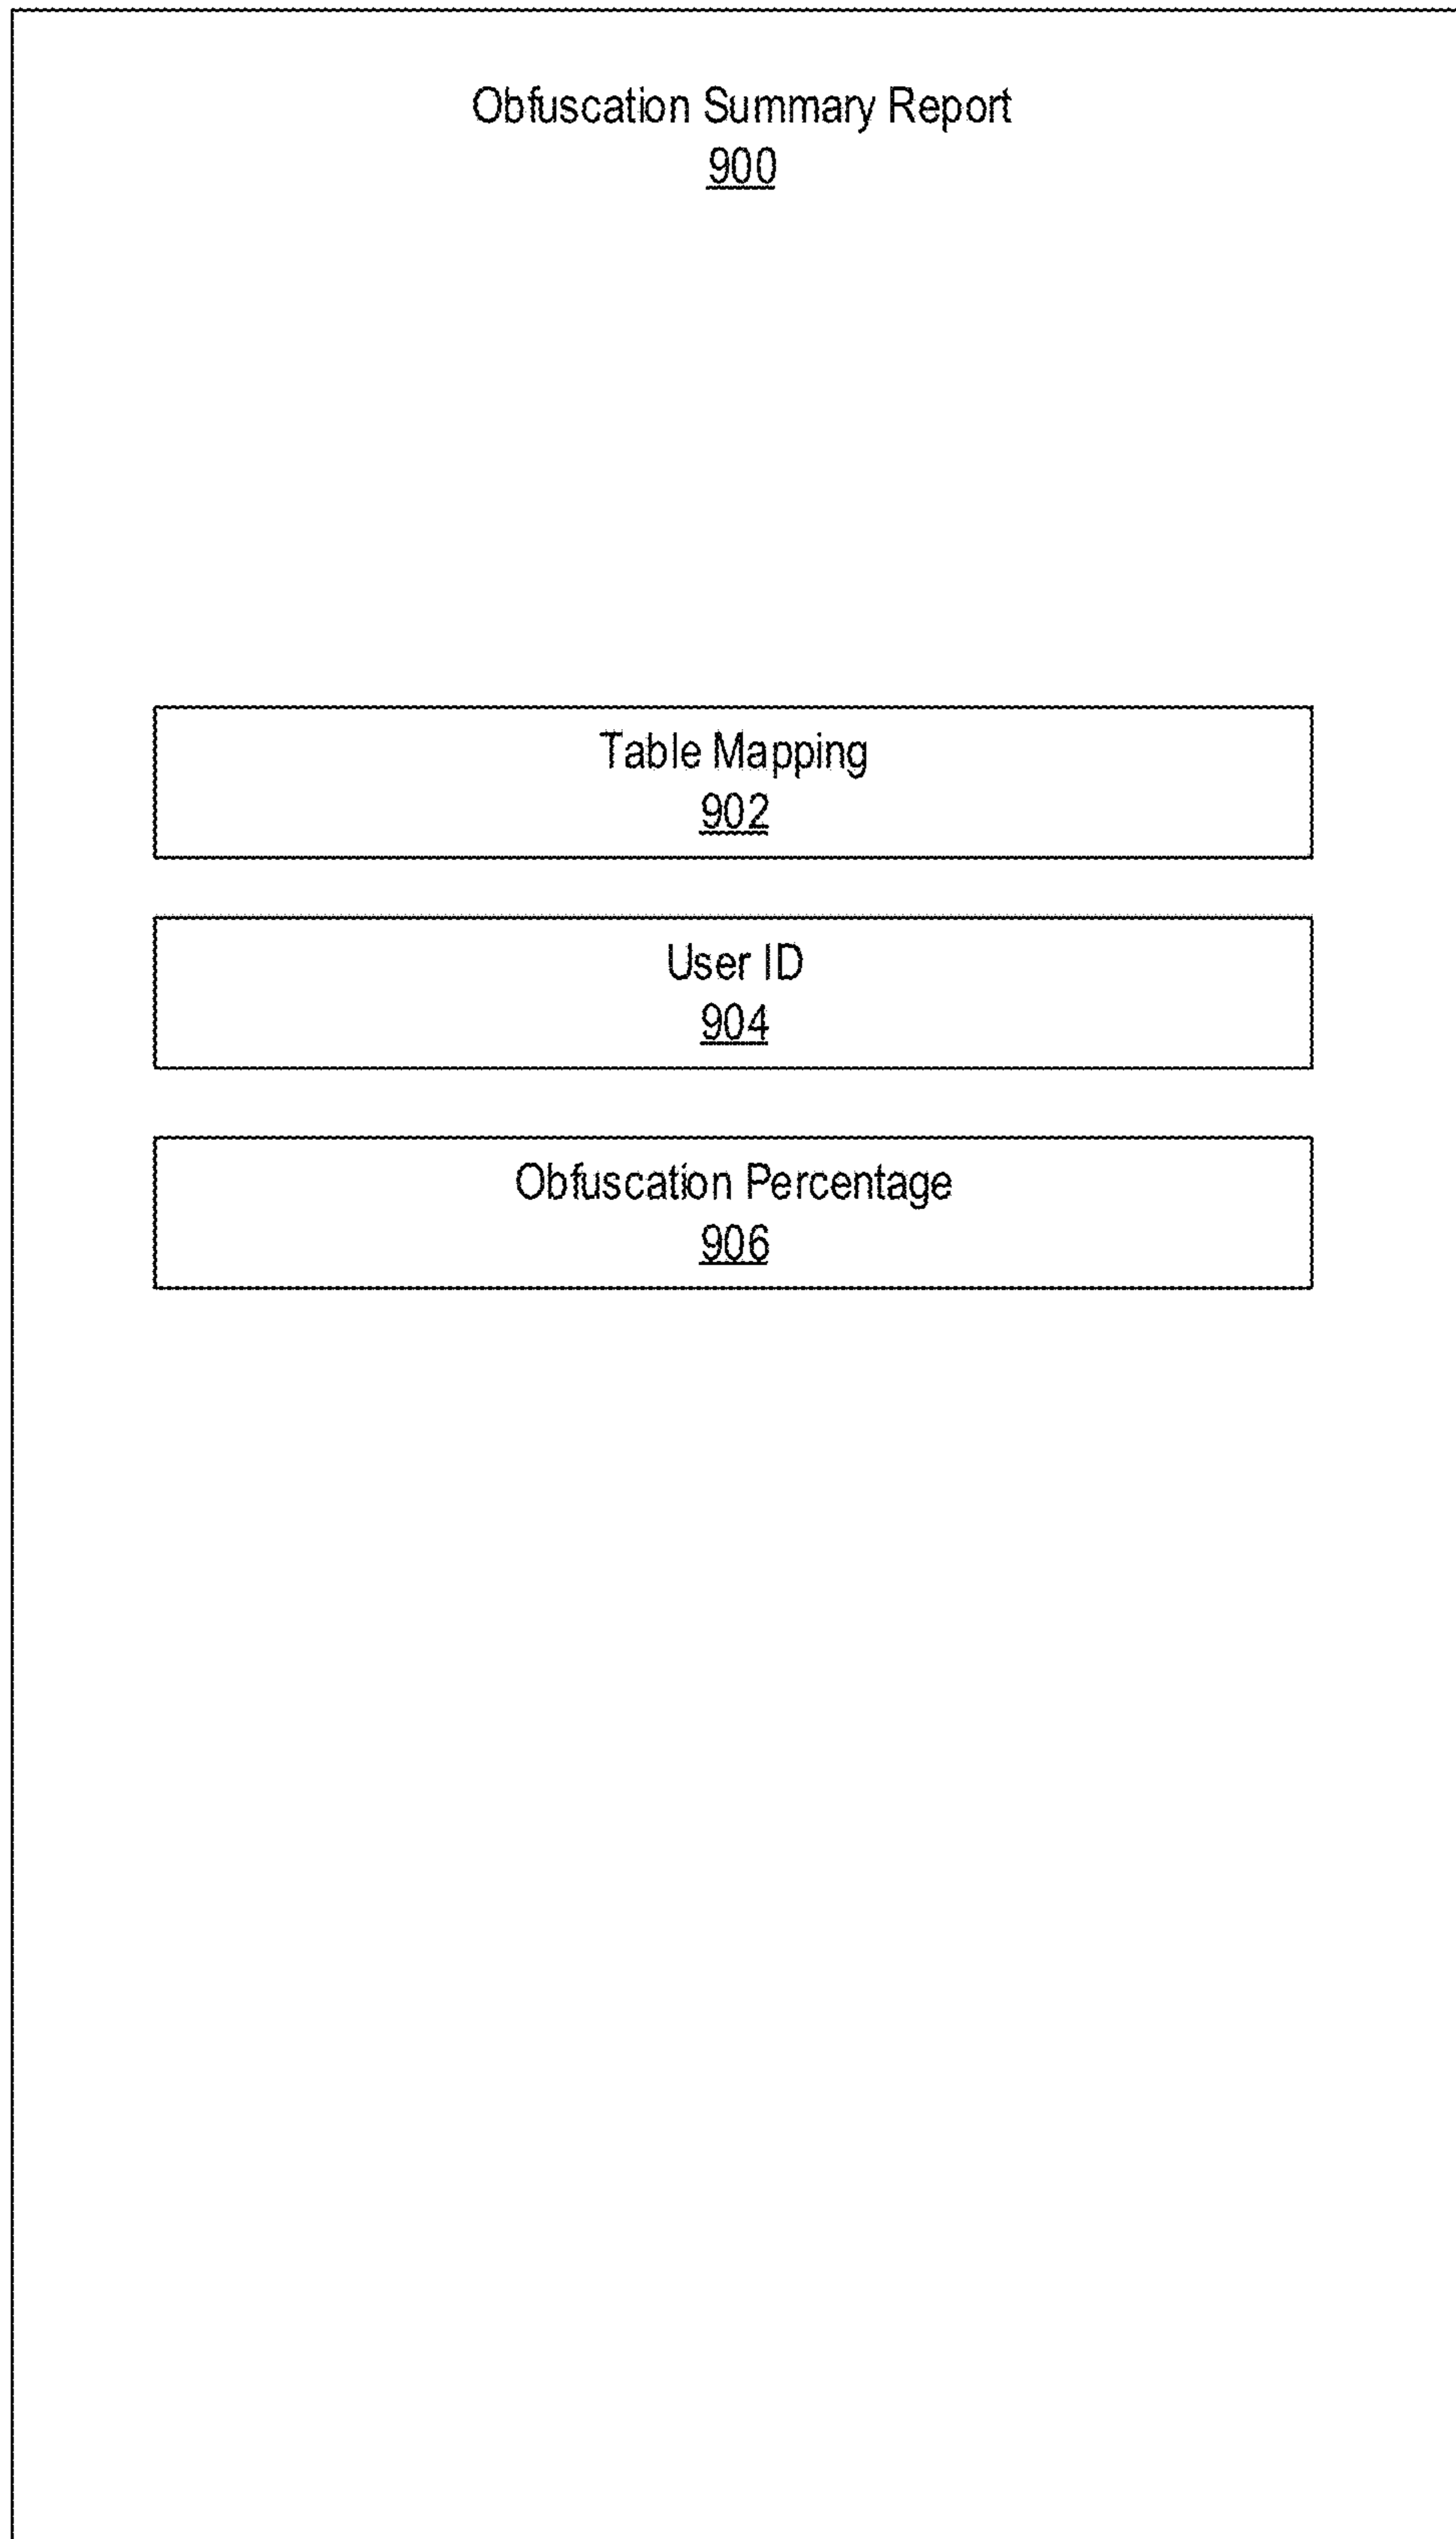 Obfuscation Summary Report
900
Table Mapping
902
User ID
904
Obfuscation Percentage
906